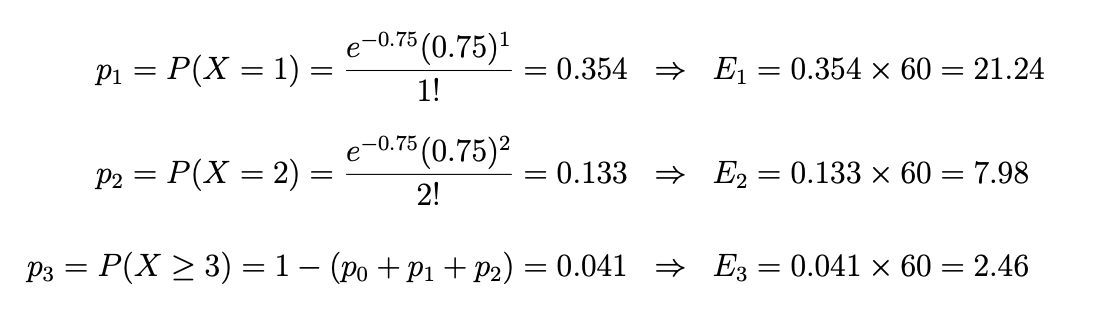 p₁ = P(X = 1) = e^{−0.75}(0.75)¹ / 1! = 0.354 ⇒ E₁ = 0.354 × 60 = 21.24
p₂ = P(X = 2) = e^{−0.75}(0.75)² / 2! = 0.133 ⇒ E₂ = 0.133 × 60 = 7.98
p₃ = P(X ≥ 3) = 1 − (p₀ + p₁ + p₂) = 0.041 ⇒ E₃ = 0.041 × 60 = 2.46